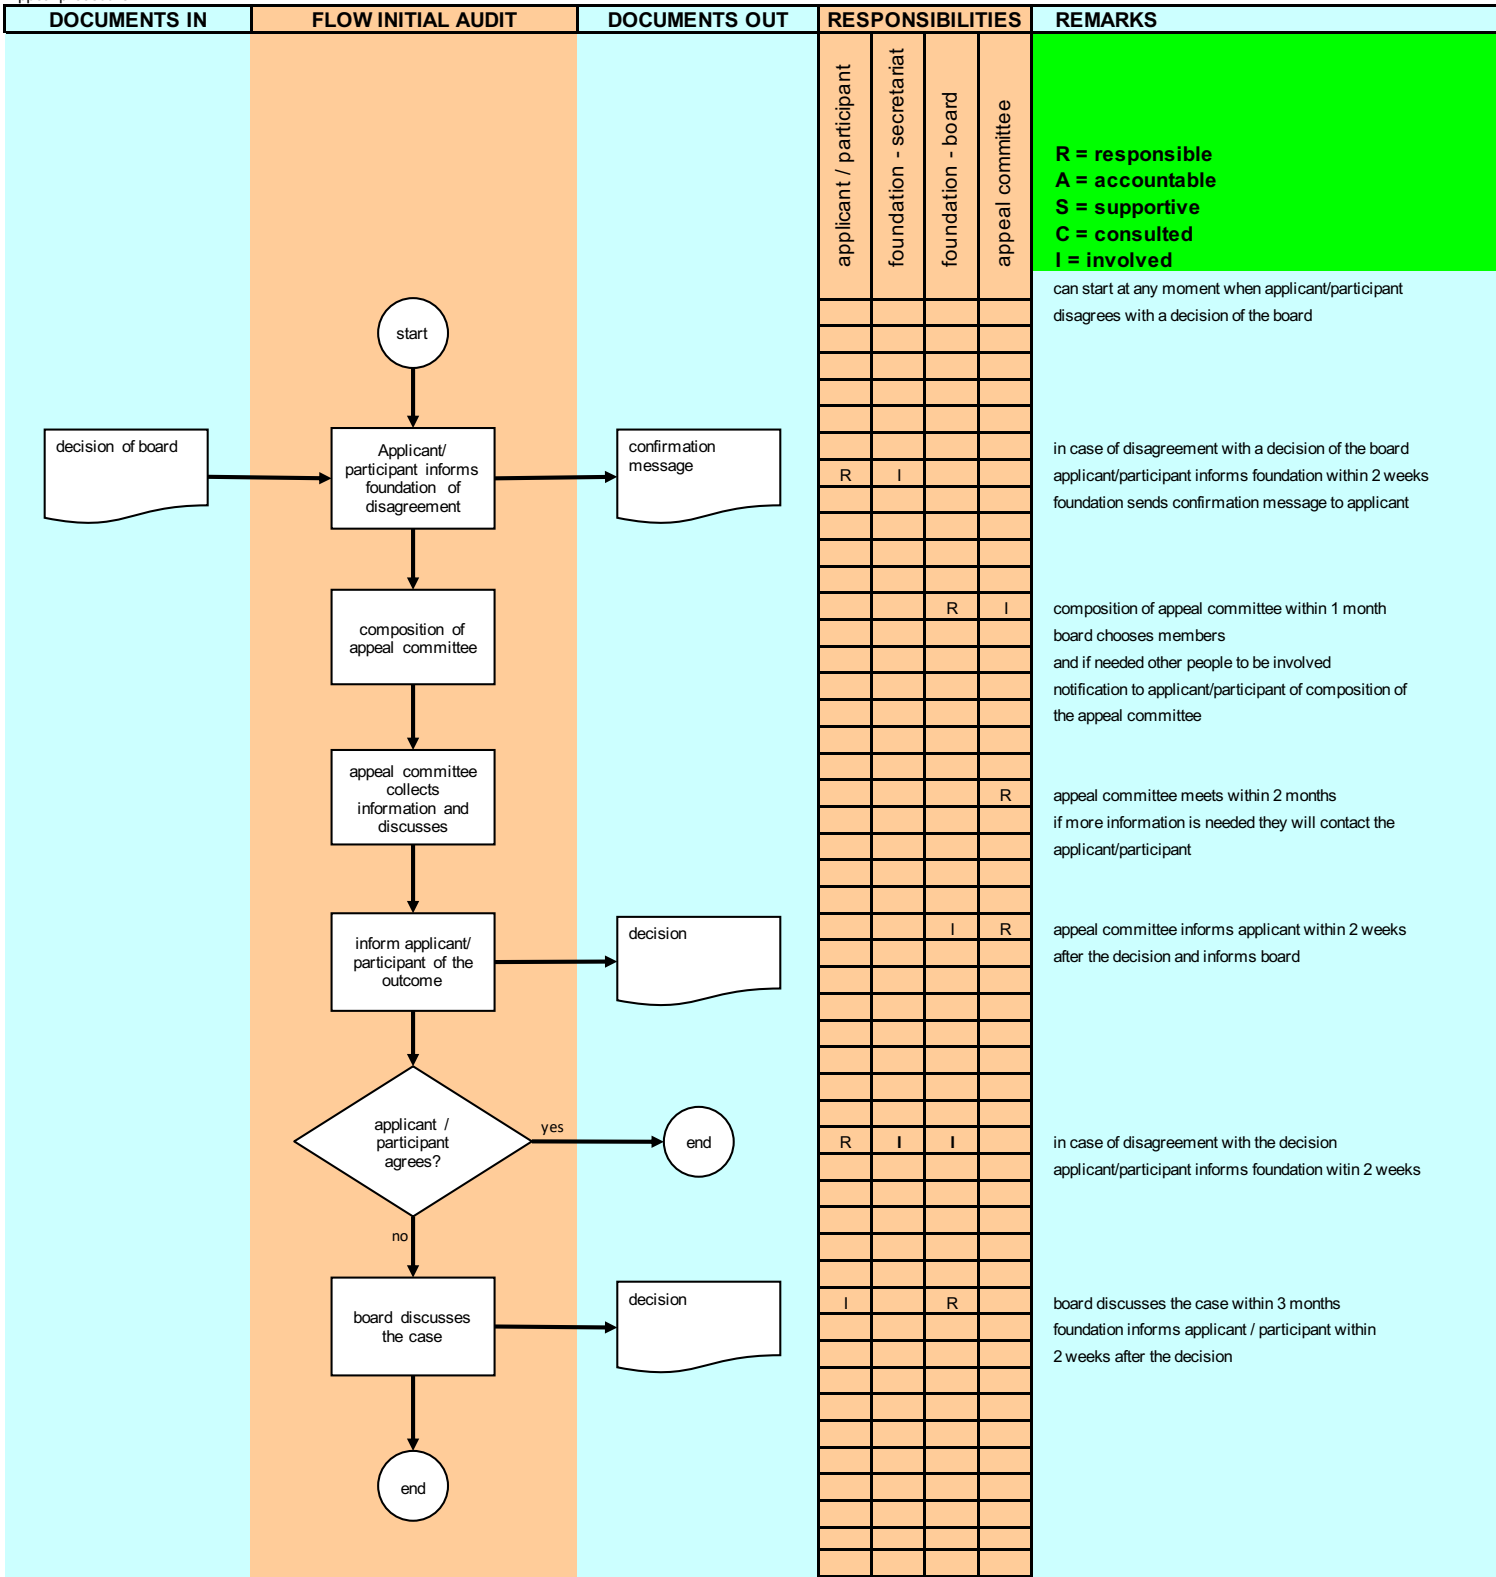 DOCUMENTS IN
FLOW INITIAL AUDIT
DOCUMENTS OUT
RESPONSIBILITIES
REMARKS
applicant / participant
foundation - secretariat
foundation - board
appeal committee
R = responsible
A = accountable
S = supportive
C = consulted
I = involved
can start at any moment when applicant/participant
disagrees with a decision of the board
start
decision of board
Applicant/
participant informs
foundation of
disagreement
confirmation
message
R I
in case of disagreement with a decision of the board
applicant/participant informs foundation within 2 weeks
foundation sends confirmation message to applicant
composition of
appeal committee
R I
composition of appeal committee within 1 month
board chooses members
and if needed other people to be involved
notification to applicant/participant of composition of
the appeal committee
appeal committee
collects
information and
discusses
R
appeal committee meets within 2 months
if more information is needed they will contact the
applicant/participant
inform applicant/
participant of the
outcome
decision
I R
appeal committee informs applicant within 2 weeks
after the decision and informs board
applicant /
participant
agrees?
yes
end
R I I
in case of disagreement with the decision
applicant/participant informs foundation witin 2 weeks
no
board discusses
the case
decision
I R
board discusses the case within 3 months
foundation informs applicant / participant within
2 weeks after the decision
end